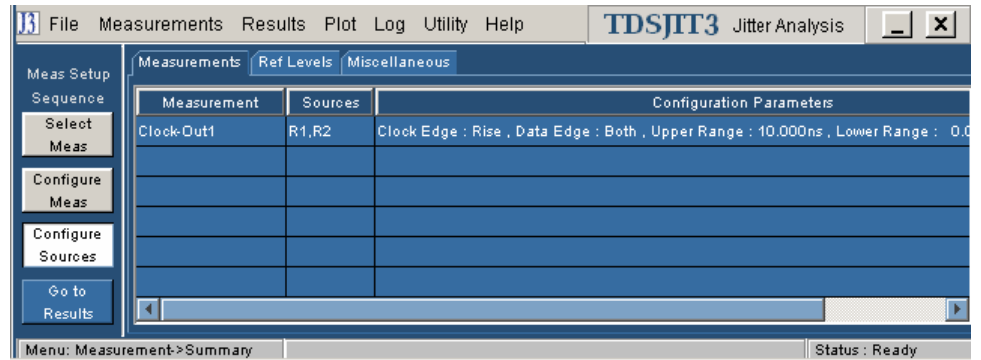 J3 File Measurements Results Plot Log Utility Help TDSJIT3 Jitter Analysis
Meas Setup
Sequence
Select
Meas
Configure
Meas
Configure
Sources
Go to
Results
Measurements Ref Levels Miscellaneous
Measurement Sources Configuration Parameters
Clock-Out1 R1,R2 Clock Edge : Rise , Data Edge : Both , Upper Range : 10.000ns , Lower Range :
Menu: Measurement->Summary Status : Ready